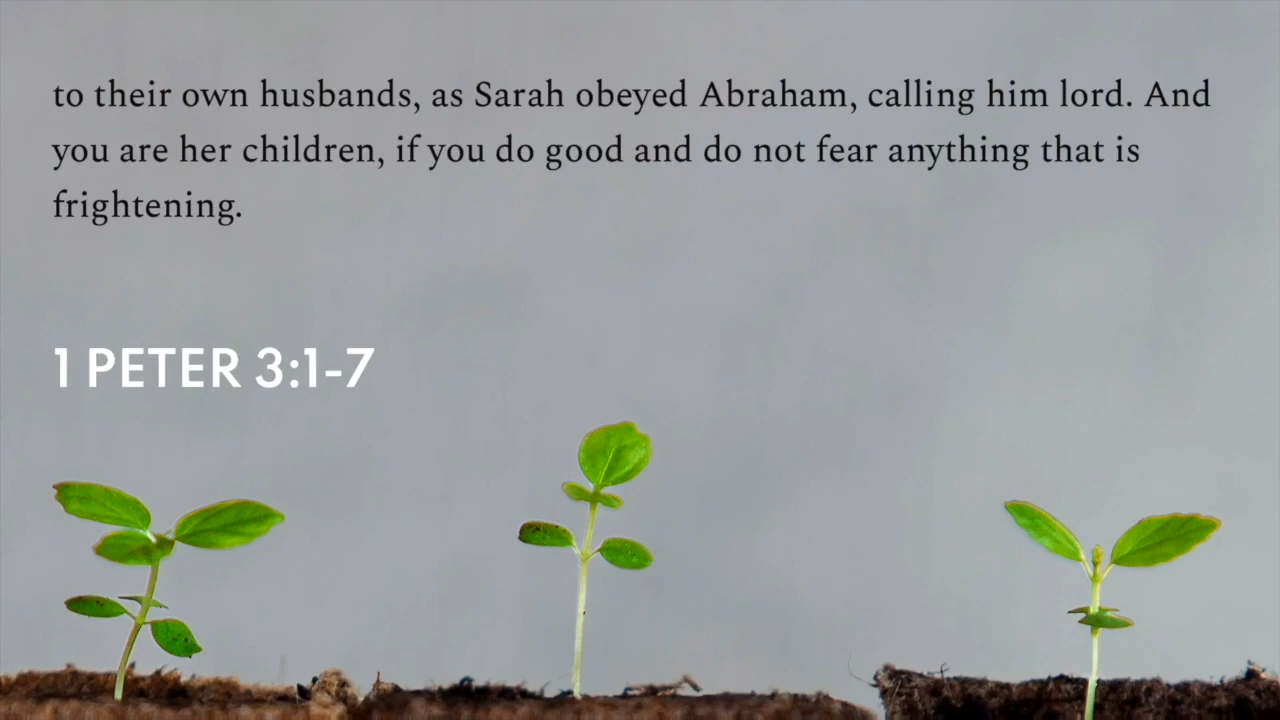 to their own husbands, as Sarah obeyed Abraham, calling him lord. And
you are her children, if you do good and do not fear anything that is
frightening.
1 PETER 3:1-7